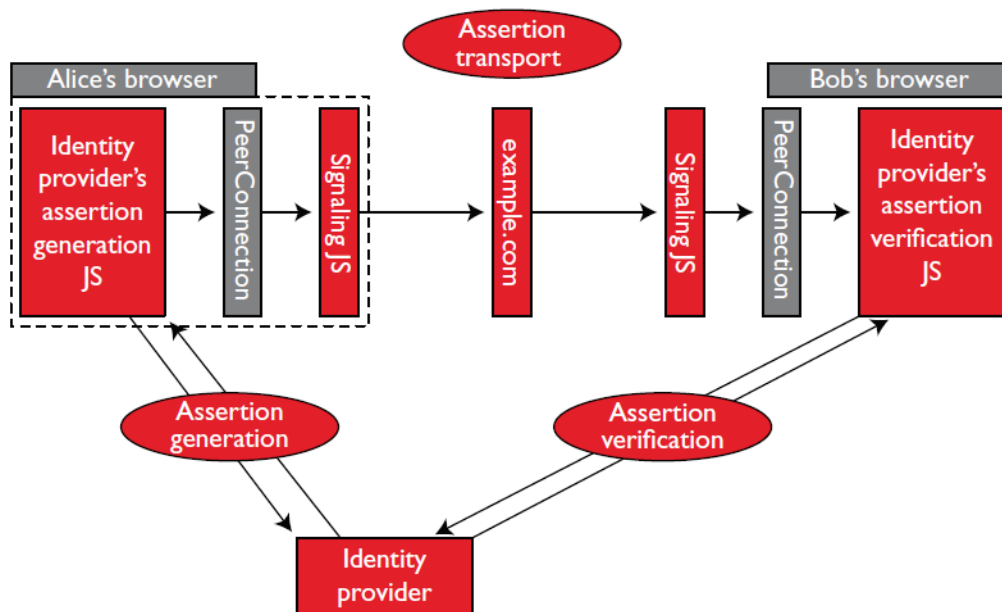 Assertion
transport
Alice's browser
Bob's browser
Identity
provider's
assertion
generation
JS
PeerConnection
Signaling JS
example.com
Signaling JS
PeerConnection
Identity
provider's
assertion
verification
JS
Assertion
generation
Assertion
verification
Identity
provider